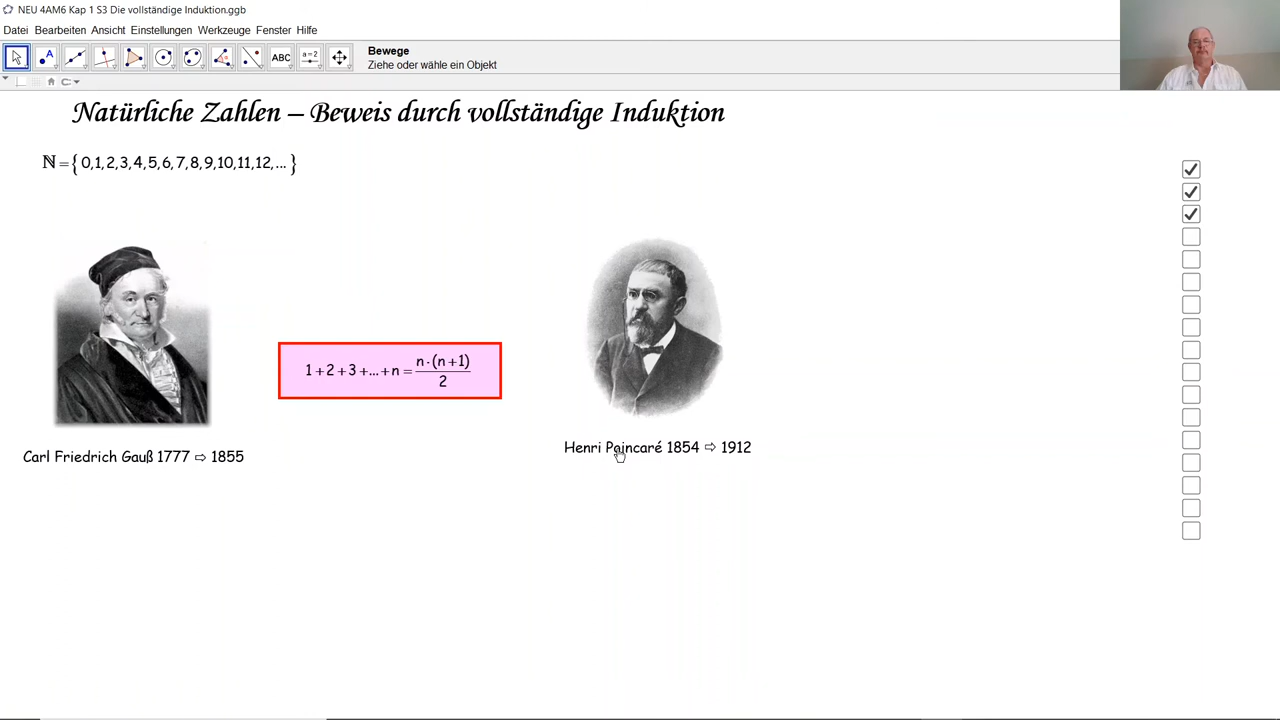 NEU 4AM6 Kap 1 S3 Die vollständige Induktion.ggb
Datei Bearbeiten Ansicht Einstellungen Werkzeuge Fenster Hilfe
A ABC a=2
Bewege
Ziehe oder wähle ein Objekt
Natürliche Zahlen – Beweis durch vollständige Induktion
ℕ = { 0,1,2,3,4,5,6,7,8,9,10,11,12,... }
1+2+3+...+n = n·(n+1)
2
Carl Friedrich Gauß 1777 ⇨ 1855
Henri Poincaré 1854 ⇨ 1912